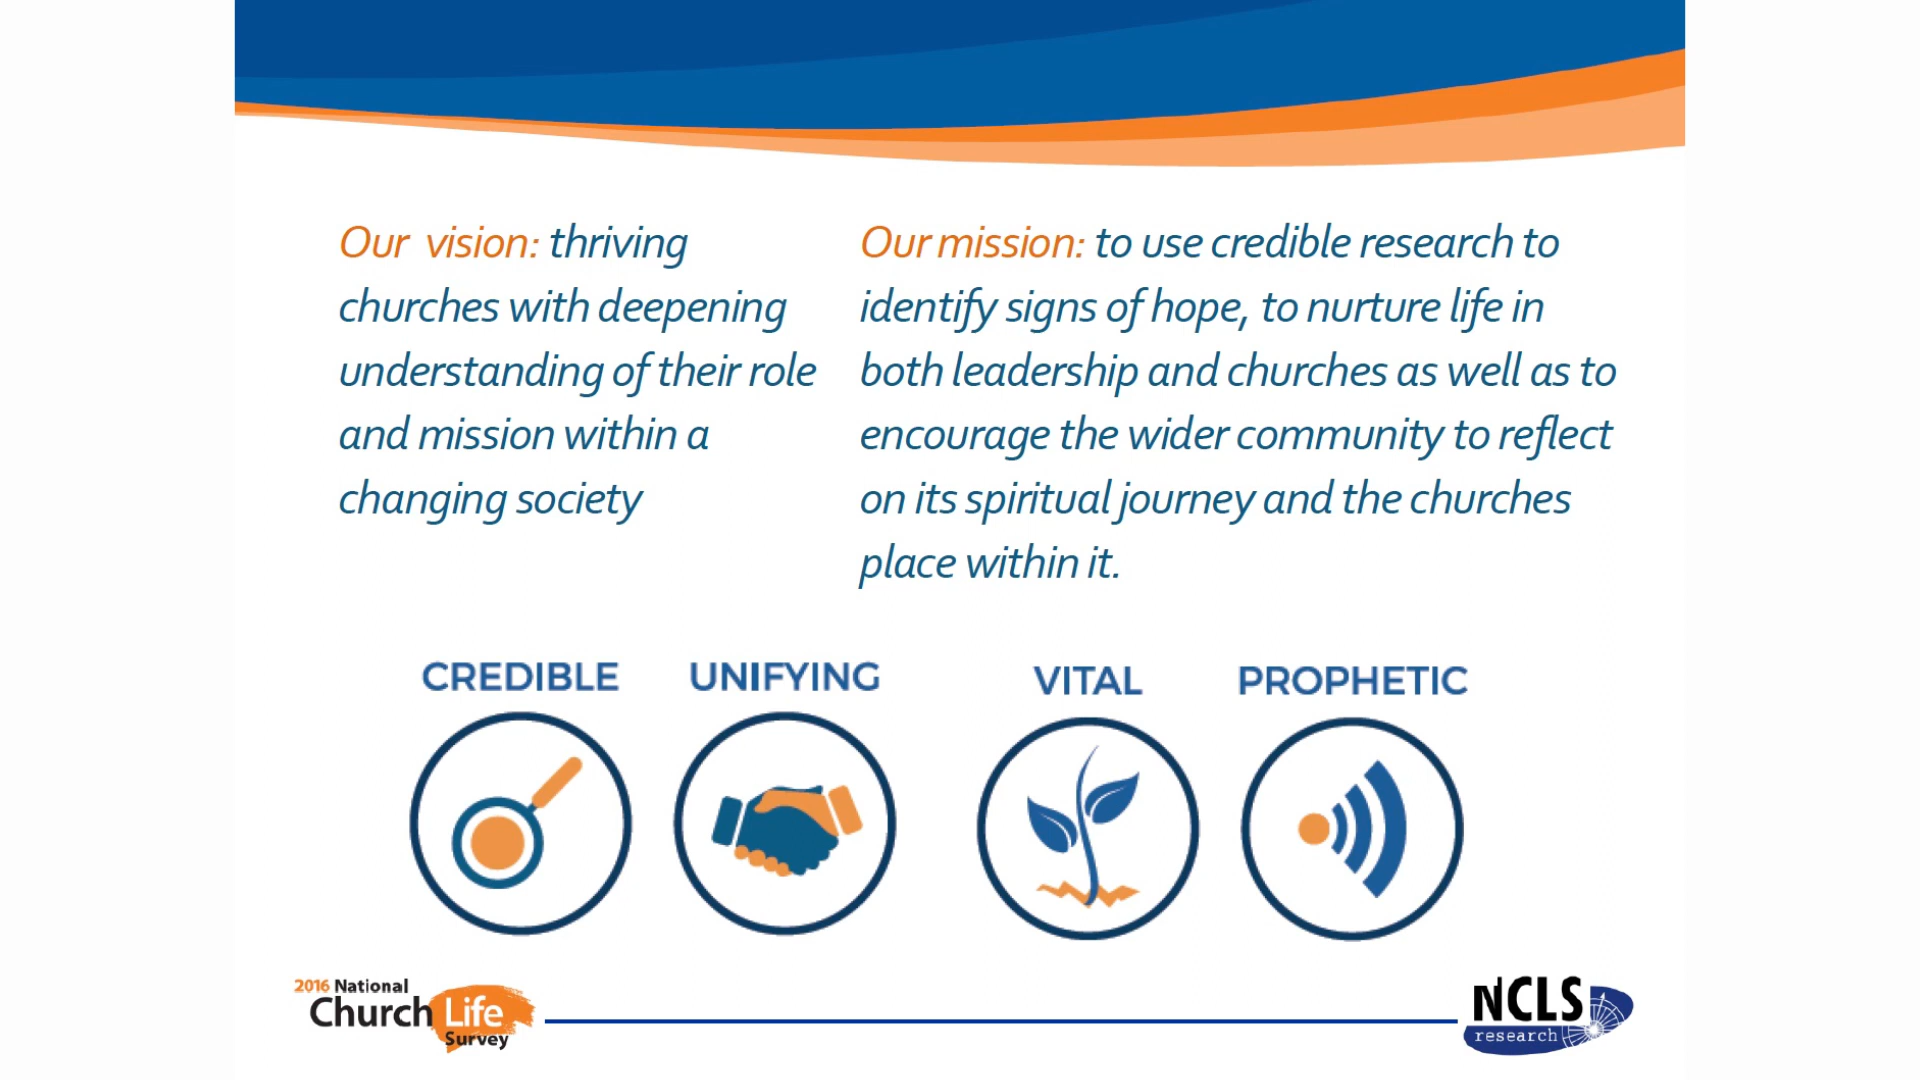 Our vision: thriving
churches with deepening
understanding of their role
and mission within a
changing society
Our mission: to use credible research to
identify signs of hope, to nurture life in
both leadership and churches as well as to
encourage the wider community to reflect
on its spiritual journey and the churches
place within it.
CREDIBLE
UNIFYING
VITAL
PROPHETIC
2016 National
Church Life
Survey
NCLS
research